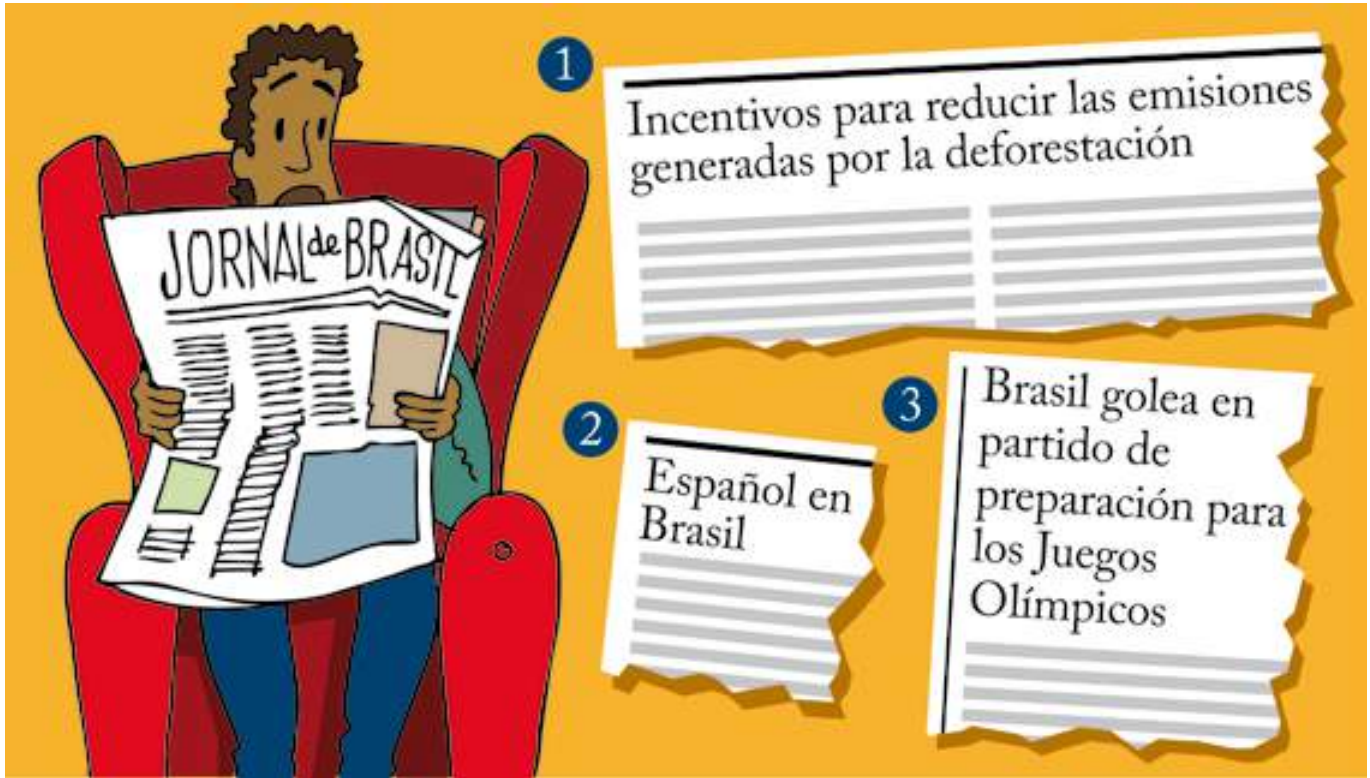 JORNAL de BRASIL
1
Incentivos para reducir las emisiones
generadas por la deforestación
2
Español en
Brasil
3
Brasil golea en
partido de
preparación para
los Juegos
Olímpicos